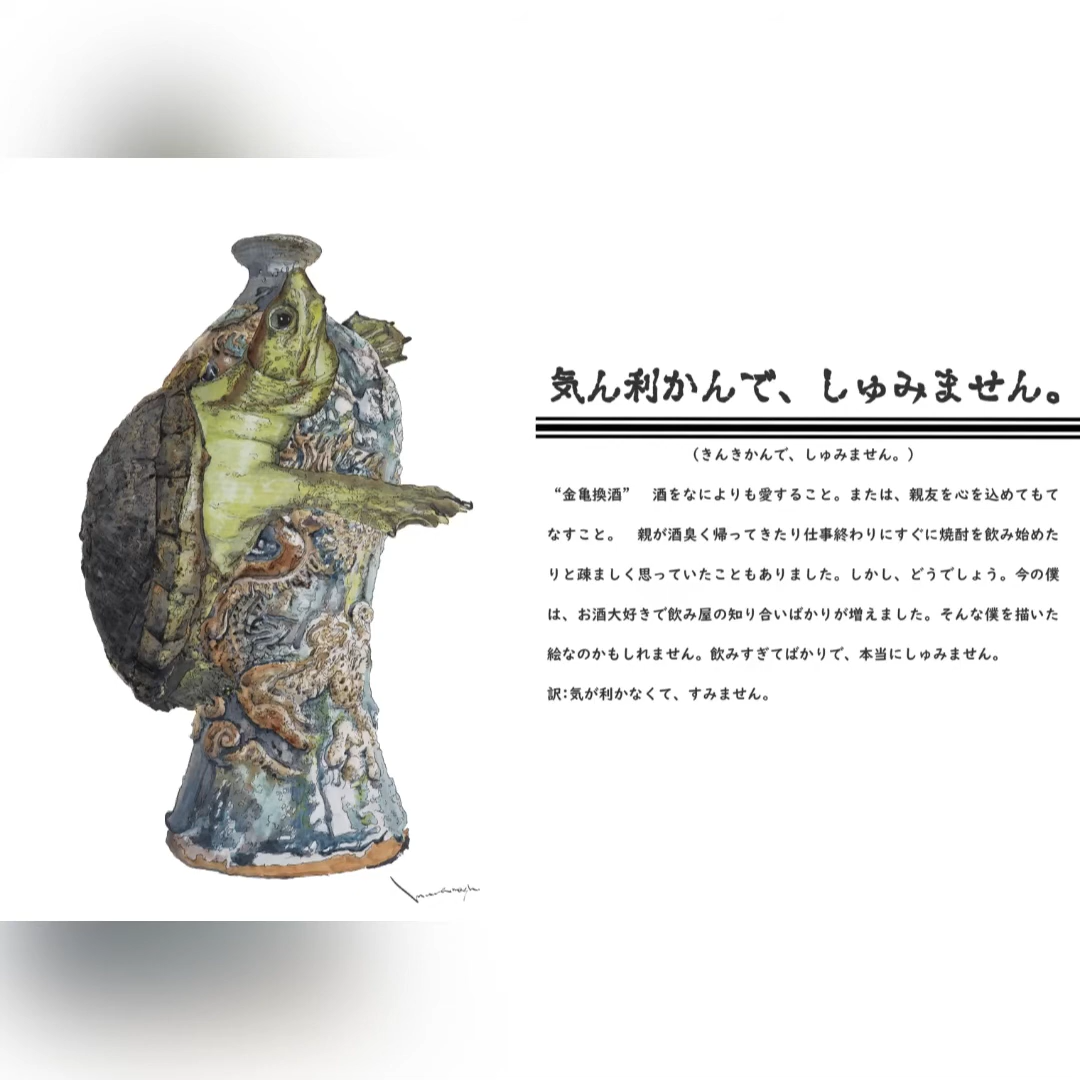 気ん利かんで、しゅみません。
（きんきかんで、しゅみません。）
“金亀換酒”　酒をなによりも愛すること。または、親友を心を込めてもて
なすこと。　親が酒臭く帰ってきたり仕事終わりにすぐに焼酎を飲み始めた
りと疎ましく思っていたこともありました。しかし、どうでしょう。今の僕
は、お酒大好きで飲み屋の知り合いばかりが増えました。そんな僕を描いた
絵なのかもしれません。飲みすぎてばかりで、本当にしゅみません。
訳：気が利かなくて、すみません。